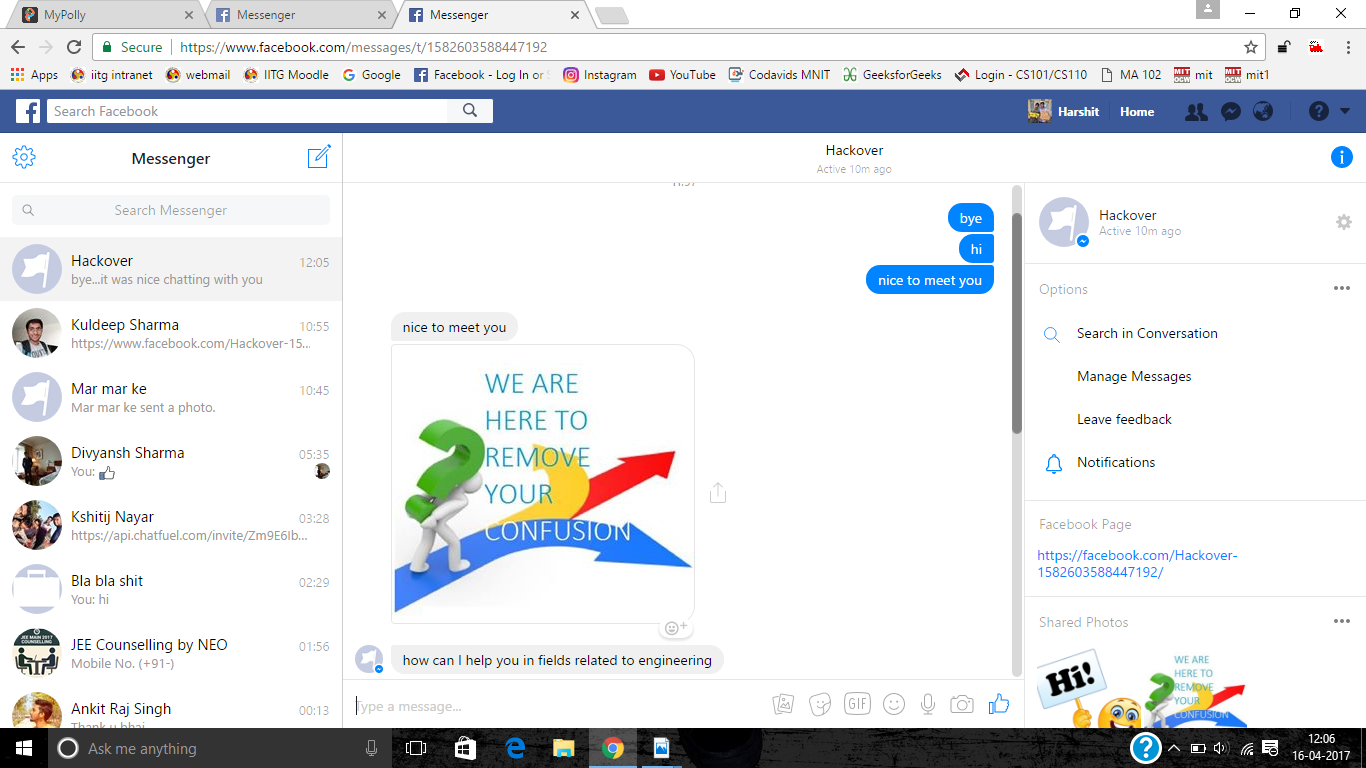 MyPolly
Messenger
Messenger
Secure
https://www.facebook.com/messages/t/1582603588447192
Apps
iitg intranet
webmail
IITG Moodle
Google
Facebook - Log In or S
Instagram
YouTube
Codavids MNIT
GeeksforGeeks
Login - CS101/CS110
MA 102
mit
mit1
Search Facebook
Harshit
Home
Messenger
Search Messenger
Hackover
12:05
bye...it was nice chatting with you
Kuldeep Sharma
10:55
https://www.facebook.com/Hackover-15...
Mar mar ke
10:45
Mar mar ke sent a photo.
Divyansh Sharma
05:35
You:
Kshitij Nayar
03:28
https://api.chatfuel.com/invite/Zm9E6Ib...
Bla bla shit
02:29
You: hi
JEE Counselling by NEO
01:56
Mobile No. (+91-)
Ankit Raj Singh
00:13
Thank u bhai
Hackover
Active 10m ago
bye
hi
nice to meet you
nice to meet you
WE ARE
HERE TO
REMOVE
YOUR
CONFUSION
how can I help you in fields related to engineering
Type a message...
GIF
Hackover
Active 10m ago
Options
Search in Conversation
Manage Messages
Leave feedback
Notifications
Facebook Page
https://facebook.com/Hackover-
1582603588447192/
Shared Photos
Hi!
WE ARE
HERE TO
REMOVE
YOUR
CONFUSION
Ask me anything
12:06
16-04-2017